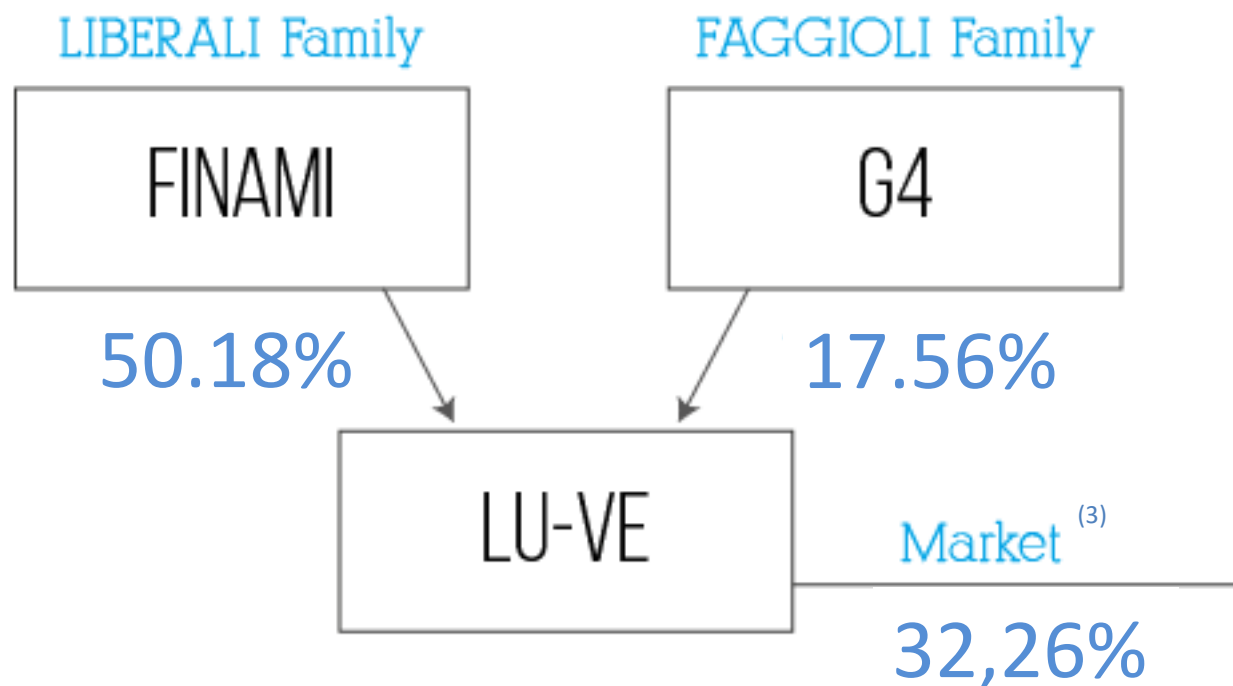 LIBERALI Family
FAGGIOLI Family
FINAMI
G4
50.18%
17.56%
LU-VE
Market (3)
32,26%